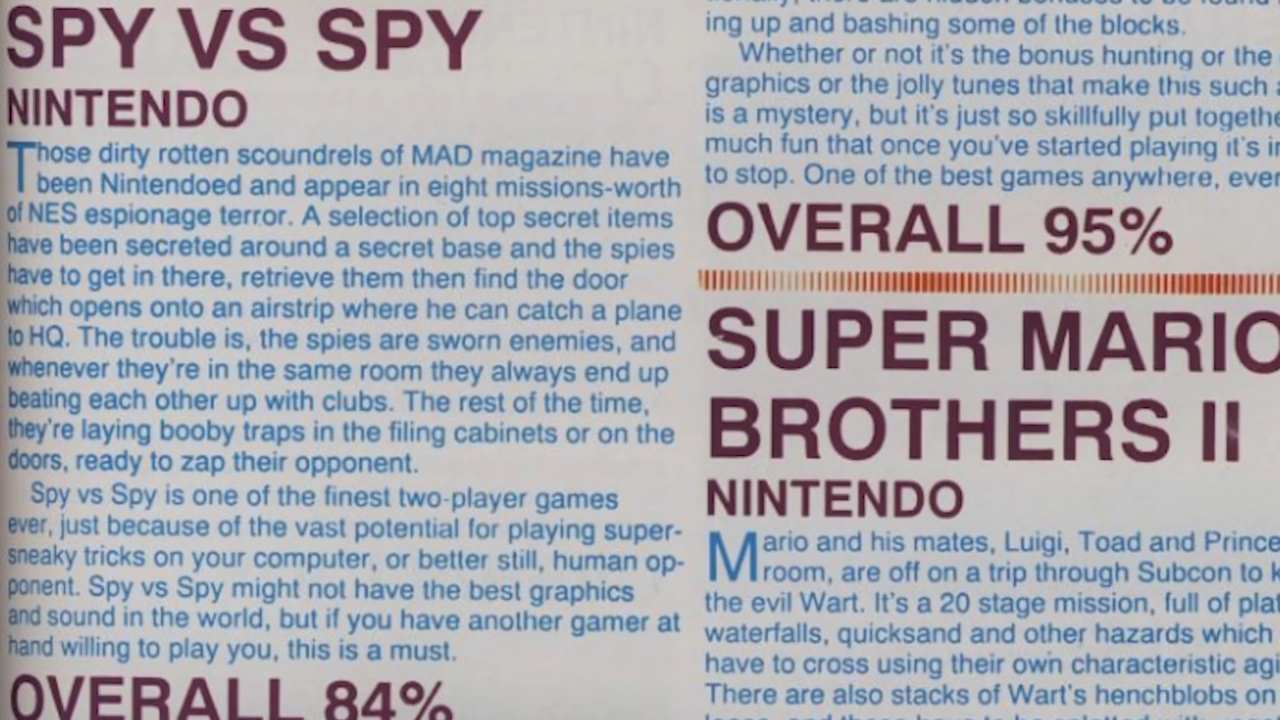 SPY VS SPY
NINTENDO
Those dirty rotten scoundrels of MAD magazine have
been Nintendoed and appear in eight missions-worth
of NES espionage terror. A selection of top secret items
have been secreted around a secret base and the spies
have to get in there, retrieve them then find the door
which opens onto an airstrip where he can catch a plane
to HQ. The trouble is, the spies are sworn enemies, and
whenever they're in the same room they always end up
beating each other up with clubs. The rest of the time,
they're laying booby traps in the filing cabinets or on the
doors, ready to zap their opponent.
Spy vs Spy is one of the finest two-player games
ever, just because of the vast potential for playing super-
sneaky tricks on your computer, or better still, human op-
ponent. Spy vs Spy might not have the best graphics
and sound in the world, but if you have another gamer at
hand willing to play you, this is a must.
OVERALL 84%
ing up and bashing some of the blocks.
Whether or not it's the bonus hunting or the
graphics or the jolly tunes that make this such
is a mystery, but it's just so skillfully put togethe
much fun that once you've started playing it's
to stop. One of the best games anywhere, ever
OVERALL 95%
SUPER MARIO
BROTHERS II
NINTENDO
Mario and his mates, Luigi, Toad and Prince
room, are off on a trip through Subcon to
the evil Wart. It's a 20 stage mission, full of plat
waterfalls, quicksand and other hazards which
have to cross using their own characteristic agi
There are also stacks of Wart's henchblobs on